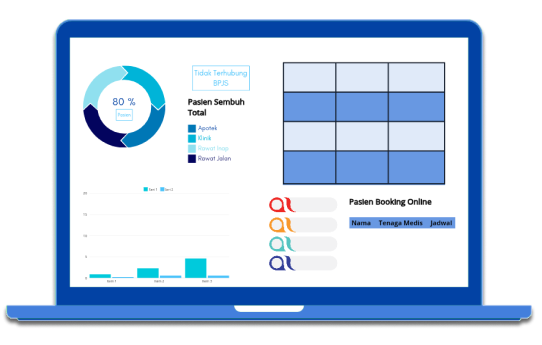 80 %
Pasien
Tidak Terhubung
BPJS
Pasien Sembuh
Total
Apotek
Klinik
Rawat Inap
Rawat Jalan
20
15
10
5
0
Item 1
Item 2
Item 3
Pasien Booking Online
Nama Tenaga Medis Jadwal